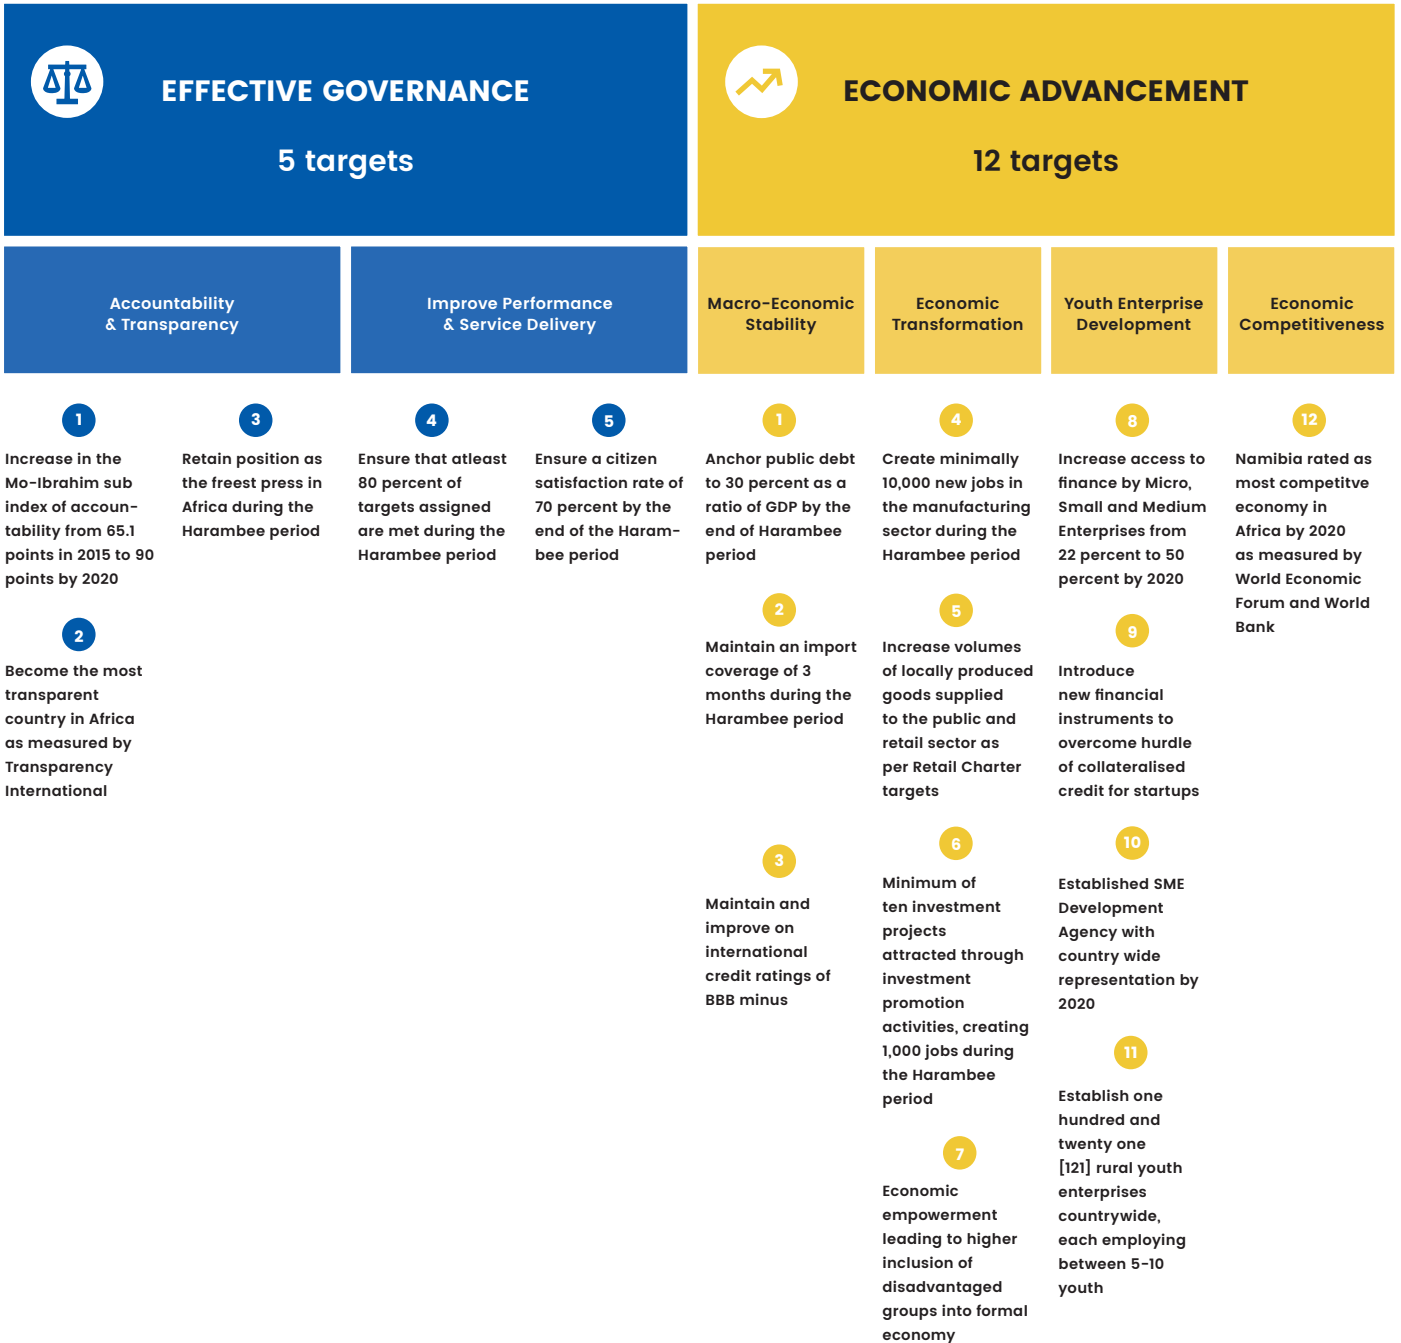 EFFECTIVE GOVERNANCE
5 targets
ECONOMIC ADVANCEMENT
12 targets
Accountability
& Transparency
Improve Performance
& Service Delivery
Macro-Economic
Stability
Economic
Transformation
Youth Enterprise
Development
Economic
Competitiveness
1
Increase in the
Mo-Ibrahim sub
index of accoun-
tability from 65.1
points in 2015 to 90
points by 2020
2
Become the most
transparent
country in Africa
as measured by
Transparency
International
3
Retain position as
the freest press in
Africa during the
Harambee period
4
Ensure that atleast
80 percent of
targets assigned
are met during the
Harambee period
5
Ensure a citizen
satisfaction rate of
70 percent by the
end of the Haram-
bee period
1
Anchor public debt
to 30 percent as a
ratio of GDP by the
end of Harambee
period
2
Maintain an import
coverage of 3
months during the
Harambee period
3
Maintain and
improve on
international
credit ratings of
BBB minus
4
Create minimally
10,000 new jobs in
the manufacturing
sector during the
Harambee period
5
Increase volumes
of locally produced
goods supplied
to the public and
retail sector as
per Retail Charter
targets
6
Minimum of
ten investment
projects
attracted through
investment
promotion
activities, creating
1,000 jobs during
the Harambee
period
7
Economic
empowerment
leading to higher
inclusion of
disadvantaged
groups into formal
economy
8
Increase access to
finance by Micro,
Small and Medium
Enterprises from
22 percent to 50
percent by 2020
9
Introduce
new financial
instruments to
overcome hurdle
of collateralised
credit for startups
10
Established SME
Development
Agency with
country wide
representation by
2020
11
Establish one
hundred and
twenty one
[121] rural youth
enterprises
countrywide,
each employing
between 5-10
youth
12
Namibia rated as
most competitve
economy in
Africa by 2020
as measured by
World Economic
Forum and World
Bank